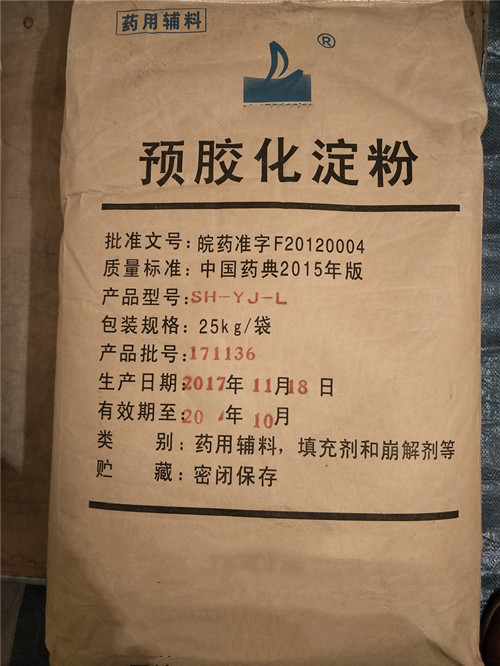 药用辅料
®
预胶化淀粉
批准文号：皖药准字F20120004
质量标准：中国药典2015年版
产品型号：SH-YJ-L
包装规格：25kg/袋
产品批号：171136
生产日期：2017年11月18日
有效期至：20 年10月
类 别：药用辅料，填充剂和崩解剂等
贮 藏：密闭保存